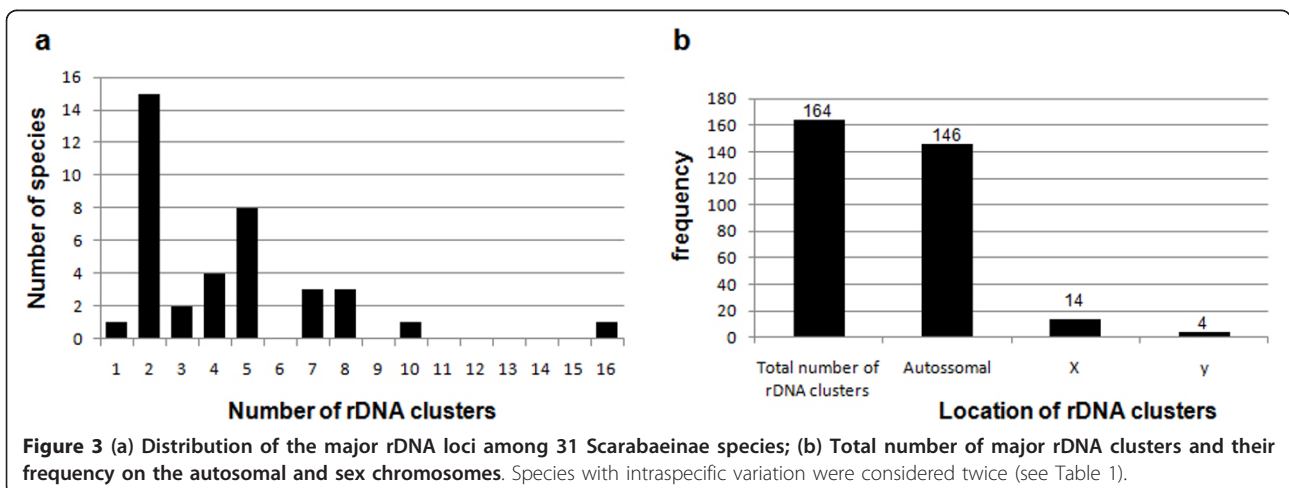 a
16
14
12
10
8
6
4
2
0
Number of species
1 2 3 4 5 6 7 8 9 10 11 12 13 14 15 16
Number of rDNA clusters
b
180
160
140
120
100
80
60
40
20
0
frequency
164
146
14
4
Total number of
rDNA clusters
Autossomal
X
y
Location of rDNA clusters
Figure 3 (a) Distribution of the major rDNA loci among 31 Scarabaeinae species; (b) Total number of major rDNA clusters and their
frequency on the autosomal and sex chromosomes. Species with intraspecific variation were considered twice (see Table 1).